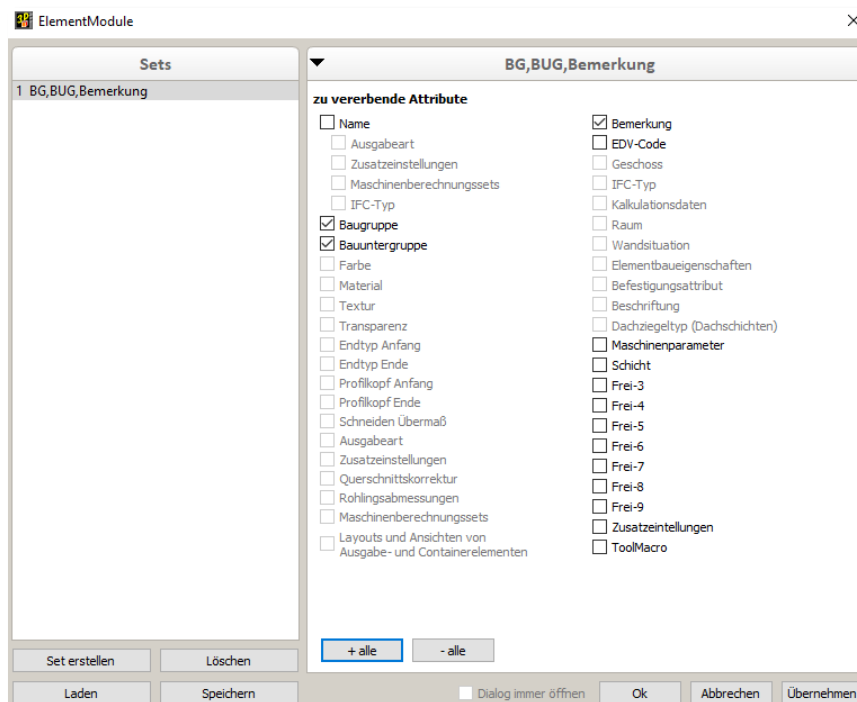 ElementModule
Sets
1 BG,BUG,Bemerkung
BG,BUG,Bemerkung
zu vererbende Attribute
Name
Ausgabeart
Zusatzeinstellungen
Maschinenberechnungssets
IFC-Typ
Baugruppe
Bauuntergruppe
Farbe
Material
Textur
Transparenz
Endtyp Anfang
Endtyp Ende
Profilkopf Anfang
Profilkopf Ende
Schneiden Übermaß
Ausgabeart
Zusatzeinstellungen
Querschnittskorrektur
Rohlingsabmessungen
Maschinenberechnungssets
Layouts und Ansichten von
Ausgabe- und Containerelementen
Bemerkung
EDV-Code
Geschoss
IFC-Typ
Kalkulationsdaten
Raum
Wandsituation
Elementbaueigenschaften
Befestigungsattribut
Beschriftung
Dachziegeltyp (Dachschichten)
Maschinenparameter
Schicht
Frei-3
Frei-4
Frei-5
Frei-6
Frei-7
Frei-8
Frei-9
Zusatzeintellungen
ToolMacro
+ alle
- alle
Set erstellen
Löschen
Laden
Speichern
Dialog immer öffnen
Ok
Abbrechen
Übernehmen